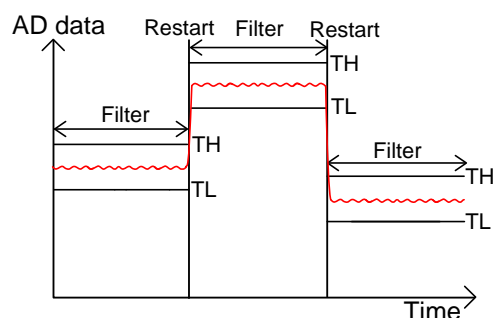 AD data
Restart
Filter
Restart
TH
TL
Filter
TH
TL
Filter
TH
TL
Time